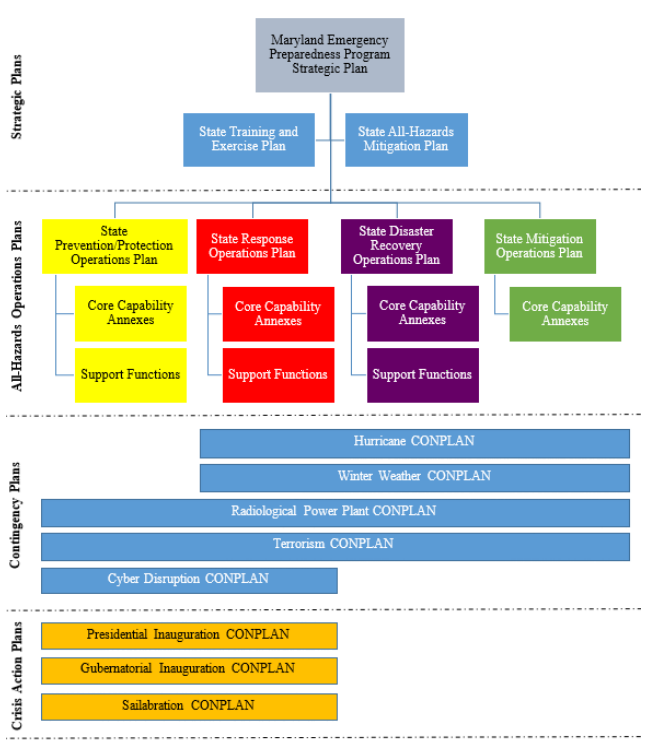 Strategic Plans
Maryland Emergency
Preparedness Program
Strategic Plan
State Training and
Exercise Plan
State All-Hazards
Mitigation Plan
All-Hazards Operations Plans
State
Prevention/Protection
Operations Plan
State Response
Operations Plan
State Disaster
Recovery
Operations Plan
State Mitigation
Operations Plan
Core Capability
Annexes
Core Capability
Annexes
Core Capability
Annexes
Core Capability
Annexes
Support Functions
Support Functions
Support Functions
Contingency Plans
Hurricane CONPLAN
Winter Weather CONPLAN
Radiological Power Plant CONPLAN
Terrorism CONPLAN
Cyber Disruption CONPLAN
Crisis Action Plans
Presidential Inauguration CONPLAN
Gubernatorial Inauguration CONPLAN
Sailabration CONPLAN